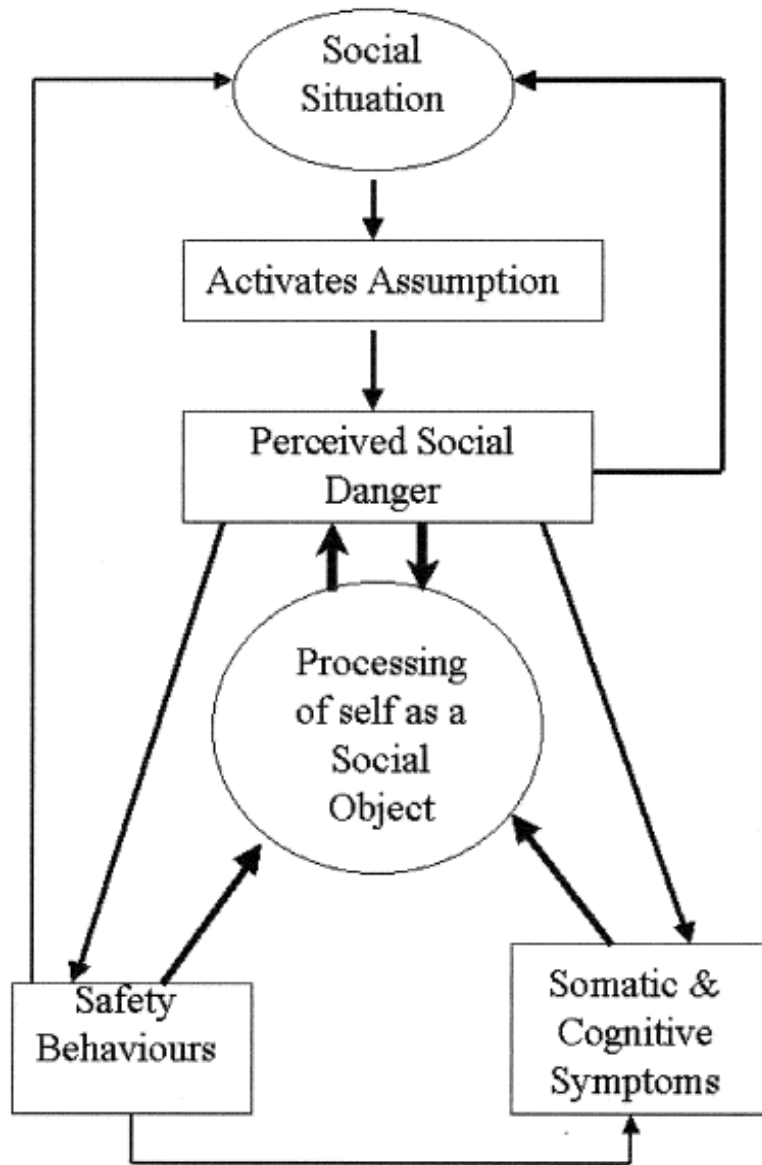 Social
Situation
Activates Assumption
Perceived Social
Danger
Processing
of self as a
Social
Object
Safety
Behaviours
Somatic &
Cognitive
Symptoms